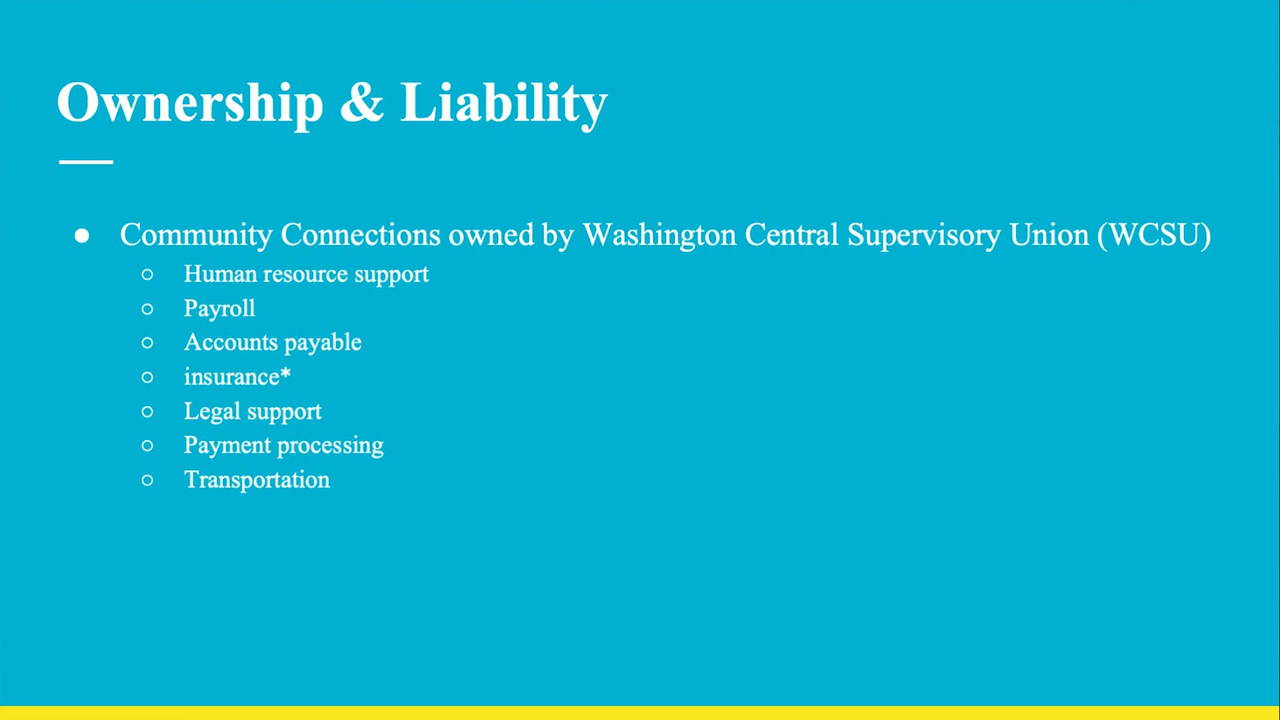 Ownership & Liability
● Community Connections owned by Washington Central Supervisory Union (WCSU)
○ Human resource support
○ Payroll
○ Accounts payable
○ insurance*
○ Legal support
○ Payment processing
○ Transportation